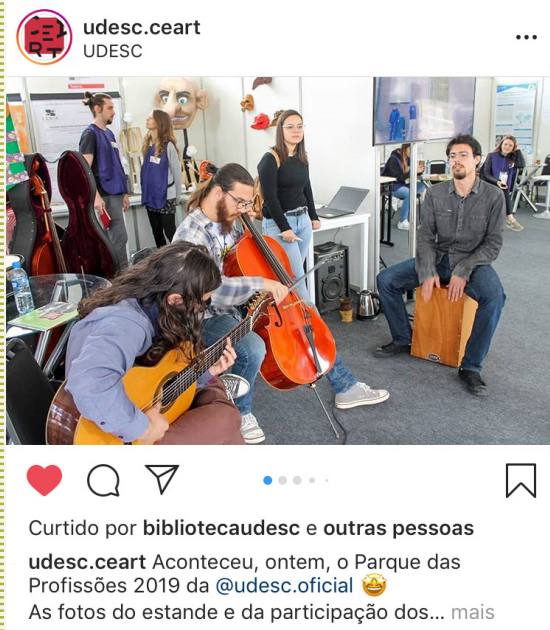 udesc.ceart
UDESC
Curtido por bibliotecaudesc e outras pessoas
udesc.ceart Aconteceu, ontem, o Parque das
Profissões 2019 da @udesc.oficial 🤩
As fotos do estande e da participação dos... mais